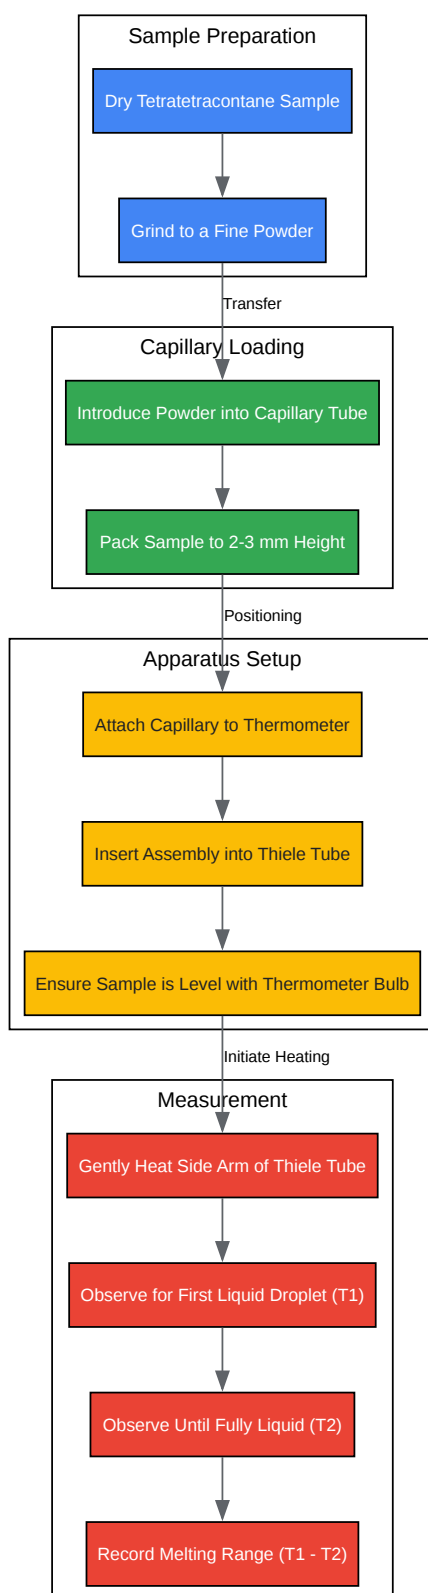 Sample Preparation
Dry Tetratetracontane Sample
Grind to a Fine Powder
Transfer
Capillary Loading
Introduce Powder into Capillary Tube
Pack Sample to 2-3 mm Height
Positioning
Apparatus Setup
Attach Capillary to Thermometer
Insert Assembly into Thiele Tube
Ensure Sample is Level with Thermometer Bulb
Initiate Heating
Measurement
Gently Heat Side Arm of Thiele Tube
Observe for First Liquid Droplet (T1)
Observe Until Fully Liquid (T2)
Record Melting Range (T1 - T2)